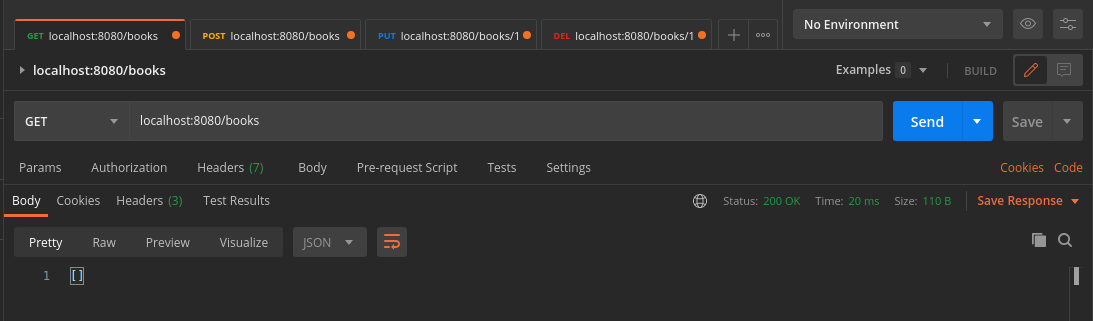 GET localhost:8080/books POST localhost:8080/books PUT localhost:8080/books/1 DEL localhost:8080/books/1 No Environment
localhost:8080/books Examples 0 BUILD
GET localhost:8080/books Send Save
Params Authorization Headers (7) Body Pre-request Script Tests Settings Cookies Code
Body Cookies Headers (3) Test Results Status: 200 OK Time: 20 ms Size: 110 B Save Response
Pretty Raw Preview Visualize JSON
1 []